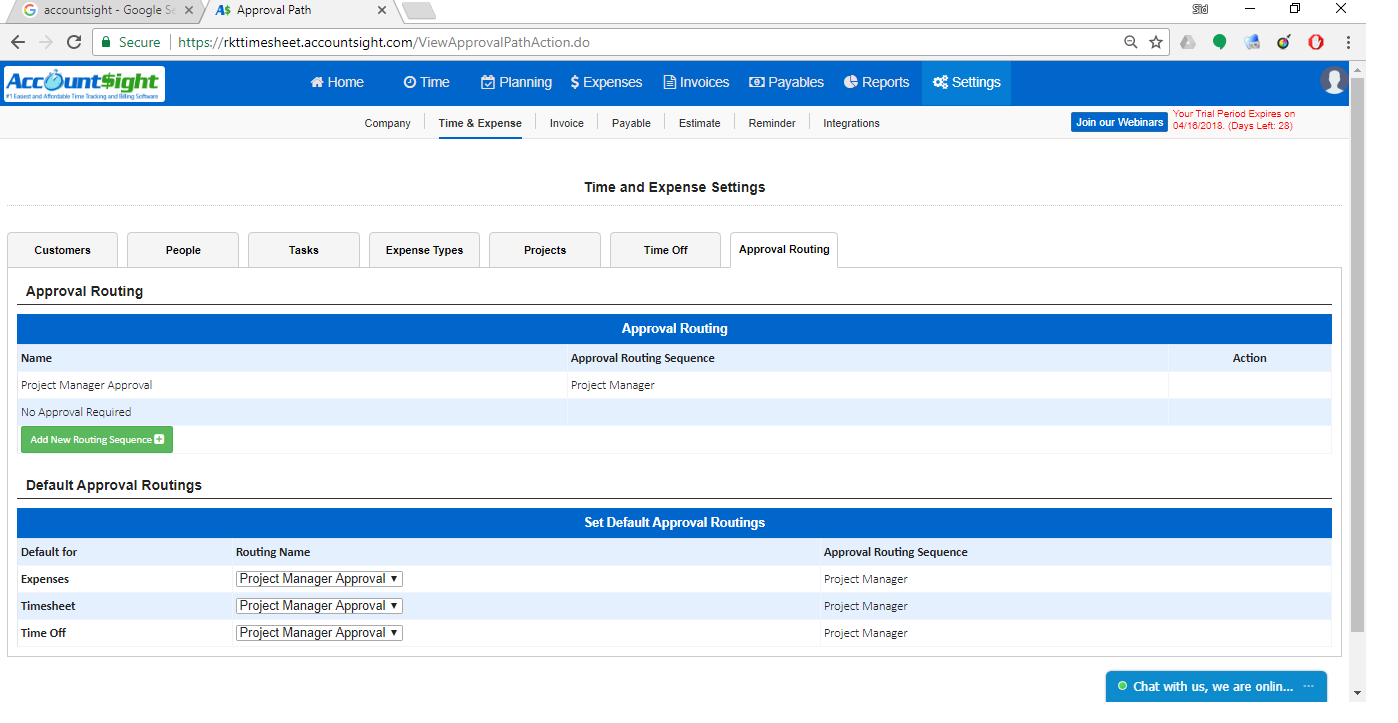 accountsight - Google Se
A$ Approval Path
Sid
Secure https://rkttimesheet.accountsight.com/ViewApprovalPathAction.do
Account$ight
#1 Easiest and Affordable Time Tracking and Billing Software
Home Time Planning $ Expenses Invoices Payables Reports Settings
Company Time & Expense Invoice Payable Estimate Reminder Integrations
Join our Webinars
Your Trial Period Expires on
04/16/2018. (Days Left: 28)
Time and Expense Settings
Customers People Tasks Expense Types Projects Time Off Approval Routing
Approval Routing
Approval Routing
Name Approval Routing Sequence Action
Project Manager Approval Project Manager
No Approval Required
Add New Routing Sequence
Default Approval Routings
Set Default Approval Routings
Default for Routing Name Approval Routing Sequence
Expenses Project Manager Approval Project Manager
Timesheet Project Manager Approval Project Manager
Time Off Project Manager Approval Project Manager
Chat with us, we are onlin...